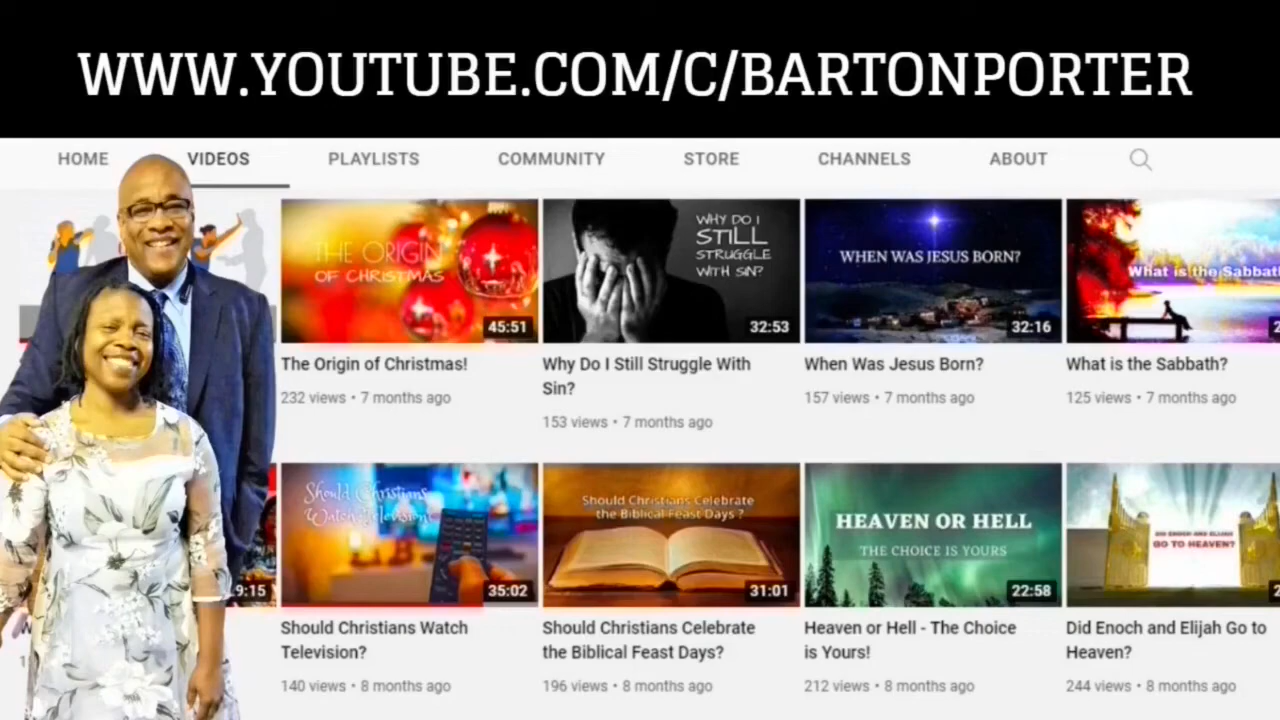 WWW.YOUTUBE.COM/C/BARTONPORTER
HOME VIDEOS PLAYLISTS COMMUNITY STORE CHANNELS ABOUT
THE ORIGIN
OF CHRISTMAS
45:51
WHY DO I
STILL
STRUGGLE
WITH SIN?
32:53
WHEN WAS JESUS BORN?
32:16
What is the Sabbath
2
The Origin of Christmas!
232 views • 7 months ago
Why Do I Still Struggle With
Sin?
153 views • 7 months ago
When Was Jesus Born?
157 views • 7 months ago
What is the Sabbath?
125 views • 7 months ago
9:15
Should Christians
Watch Television
35:02
Should Christians Celebrate
the Biblical Feast Days ?
31:01
HEAVEN OR HELL
THE CHOICE IS YOURS
22:58
DID ENOCH AND ELIJAH
GO TO HEAVEN?
2
Should Christians Watch
Television?
140 views • 8 months ago
Should Christians Celebrate
the Biblical Feast Days?
196 views • 8 months ago
Heaven or Hell - The Choice
is Yours!
212 views • 8 months ago
Did Enoch and Elijah Go to
Heaven?
244 views • 8 months ago